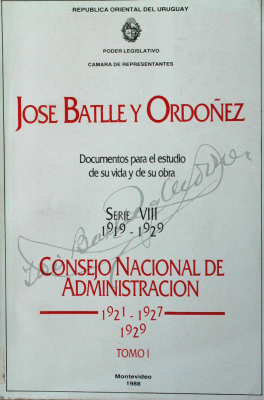 REPUBLICA ORIENTAL DEL URUGUAY
PODER LEGISLATIVO
CAMARA DE REPRESENTANTES
JOSE BATLLE Y ORDOÑEZ
Documentos para el estudio
de su vida y de su obra
SERIE VIII
1919 - 1929
CONSEJO NACIONAL DE
ADMINISTRACION
1921 - 1927
1929
TOMO I
Montevideo
1988